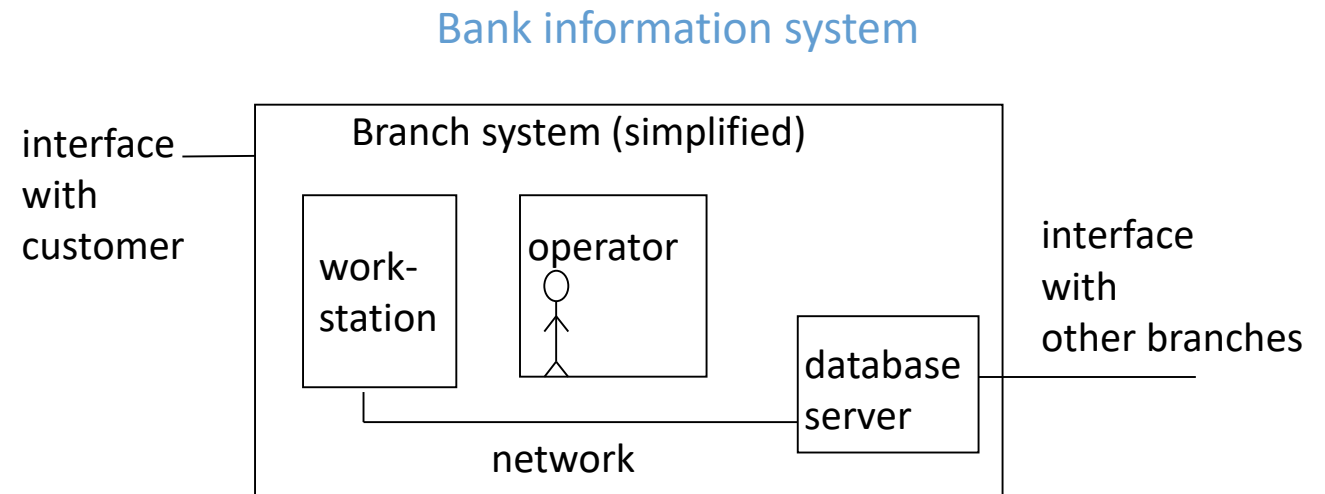 Bank information system
Branch system (simplified)
interface
with
customer
work-
station
operator
database
server
network
interface
with
other branches